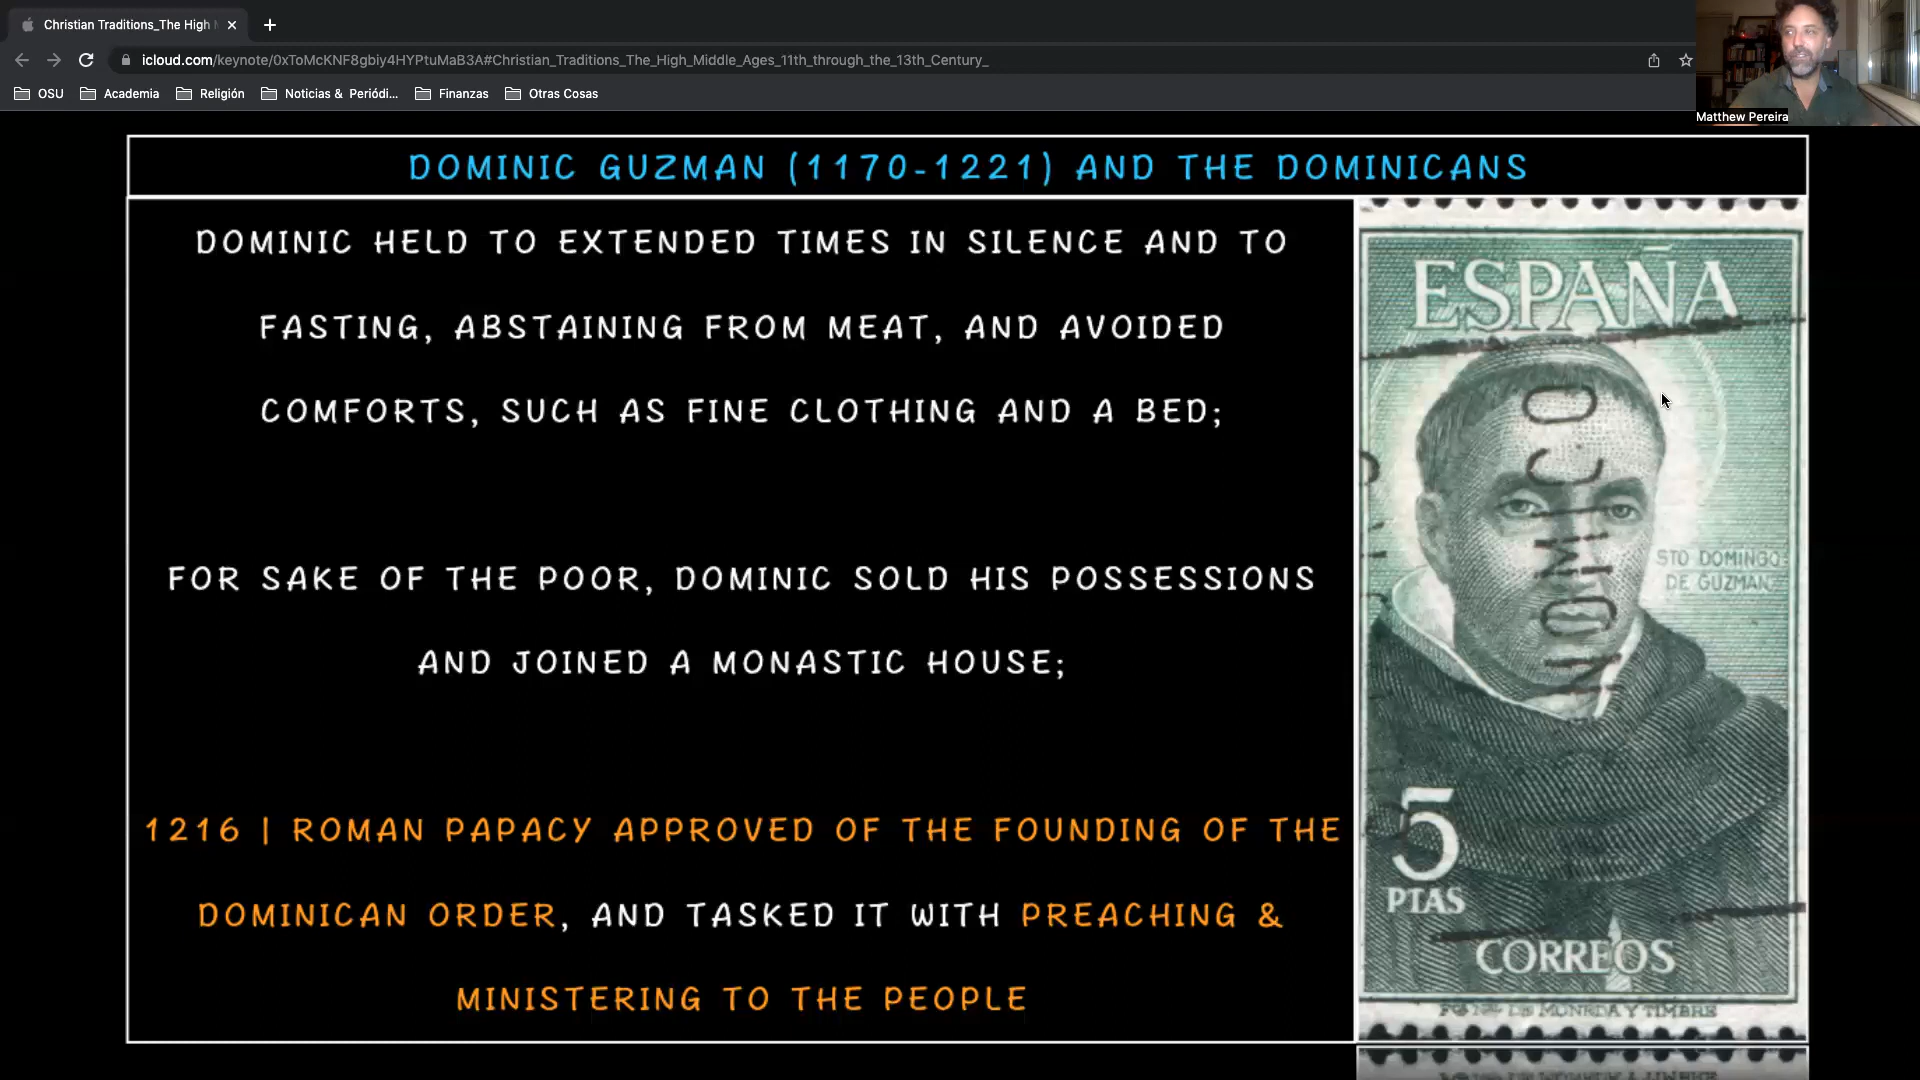 Christian Traditions_The High
icloud.com/keynote/0xToMcKNF8gbiy4HYPtuMaB3A#Christian_Traditions_The_High_Middle_Ages_11th_through_the_13th_Century_
OSU Academia Religión Noticias & Periódi... Finanzas Otras Cosas
Matthew Pereira
DOMINIC GUZMAN (1170-1221) AND THE DOMINICANS
DOMINIC HELD TO EXTENDED TIMES IN SILENCE AND TO
FASTING, ABSTAINING FROM MEAT, AND AVOIDED
COMFORTS, SUCH AS FINE CLOTHING AND A BED;
FOR SAKE OF THE POOR, DOMINIC SOLD HIS POSSESSIONS
AND JOINED A MONASTIC HOUSE;
1216 | ROMAN PAPACY APPROVED OF THE FOUNDING OF THE
DOMINICAN ORDER, AND TASKED IT WITH PREACHING &
MINISTERING TO THE PEOPLE
ESPAÑA
STO DOMINGO
DE GUZMAN
5
PTAS
CORREOS
DE MONEDA Y TIMBRE